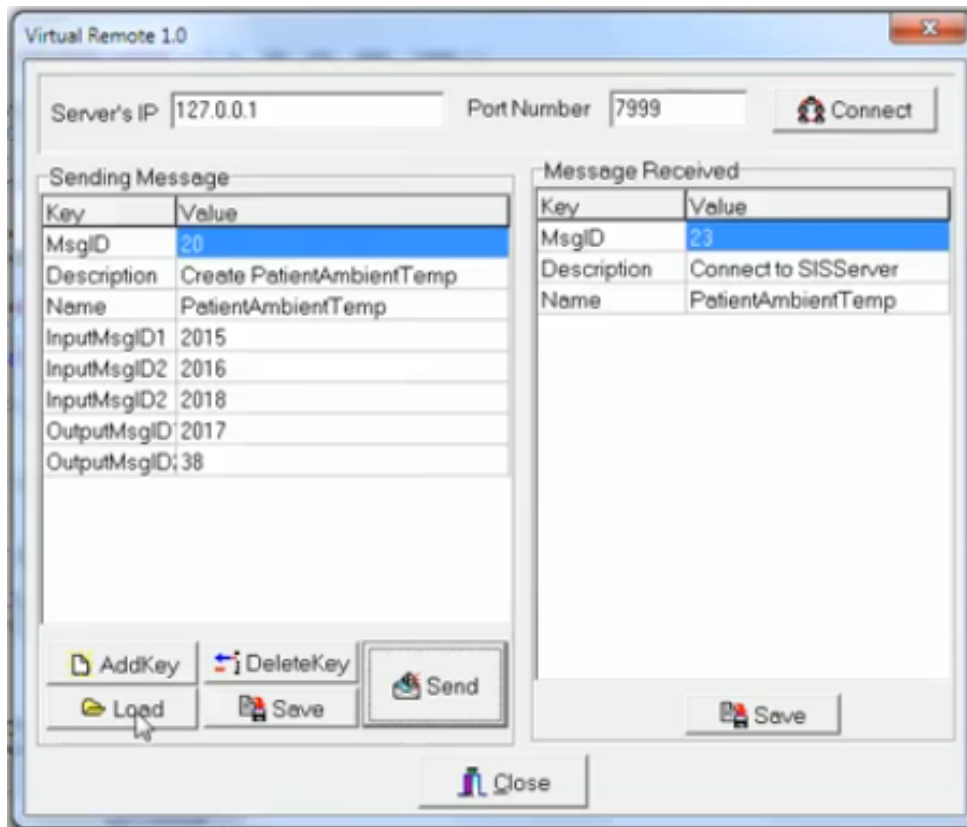 Virtual Remote 1.0
Server's IP 127.0.0.1 Port Number 7999 Connect
Sending Message
Key Value
MsgID 20
Description Create PatientAmbientTemp
Name PatientAmbientTemp
InputMsgID1 2015
InputMsgID2 2016
InputMsgID2 2018
OutputMsgID 2017
OutputMsgID 38
AddKey DeleteKey
Load Save Send
Message Received
Key Value
MsgID 23
Description Connect to SISServer
Name PatientAmbientTemp
Save
Close